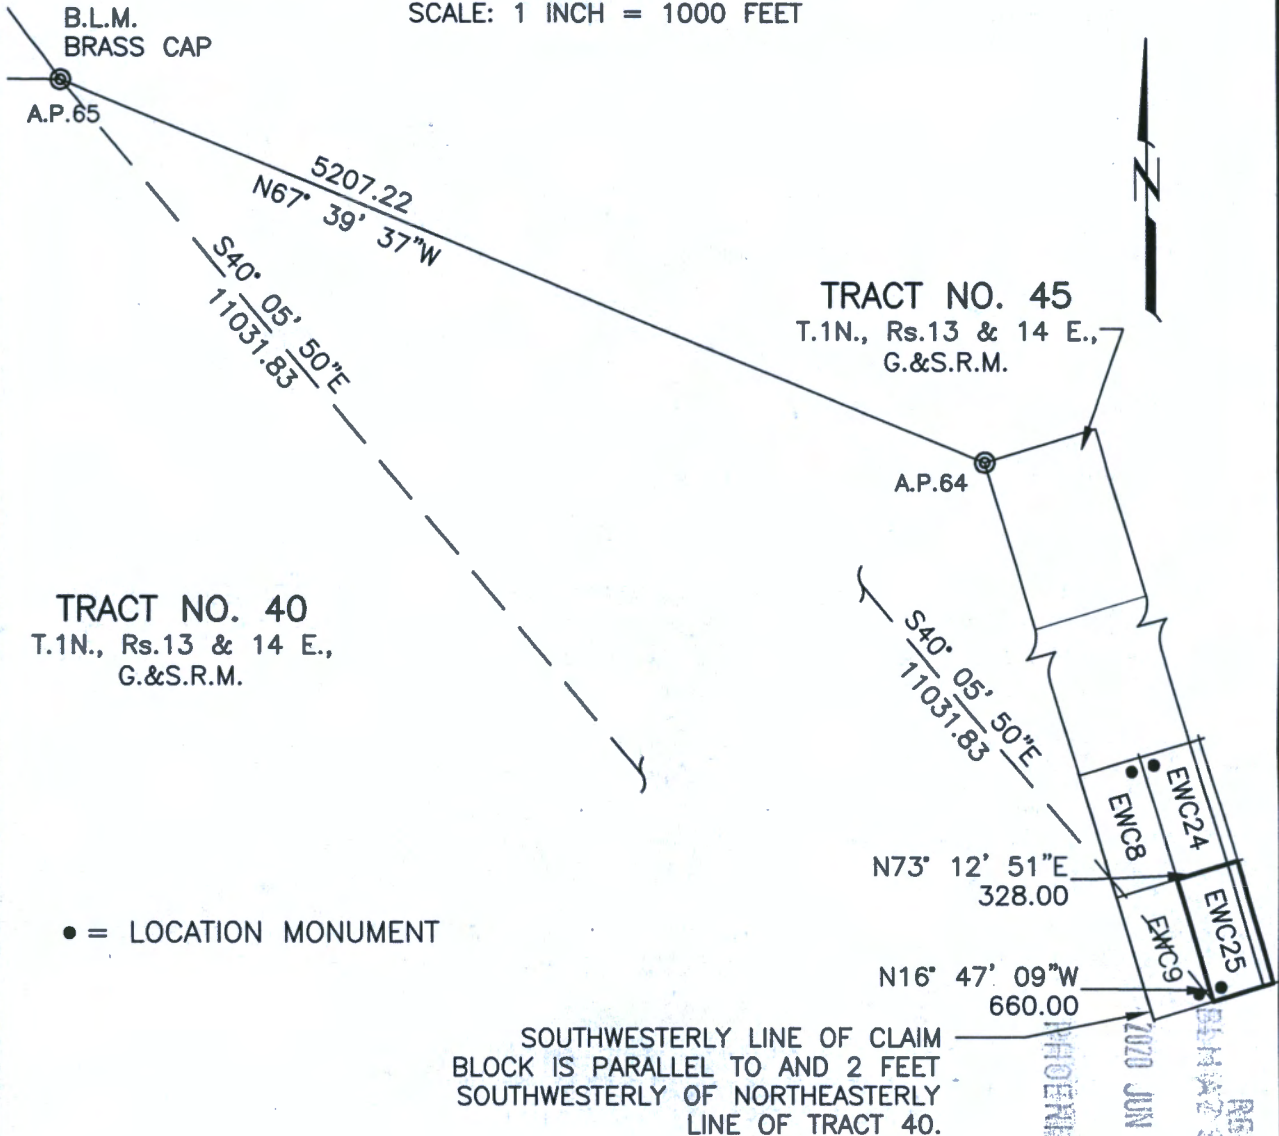 SCALE: 1 INCH = 1000 FEET
B.L.M.
BRASS CAP
A.P.65
5207.22
N67° 39' 37"W
S40° 05' 50"E
11031.83
N
TRACT NO. 45
T.1N., Rs.13 & 14 E.,
G.&S.R.M.
A.P.64
TRACT NO. 40
T.1N., Rs.13 & 14 E.,
G.&S.R.M.
S40° 05' 50"E
11031.83
EWC8
EWC24
N73° 12' 51"E
328.00
EWC9
EWC25
• = LOCATION MONUMENT
N16° 47' 09"W
660.00
SOUTHWESTERLY LINE OF CLAIM
BLOCK IS PARALLEL TO AND 2 FEET
SOUTHWESTERLY OF NORTHEASTERLY
LINE OF TRACT 40.
2020 JUN